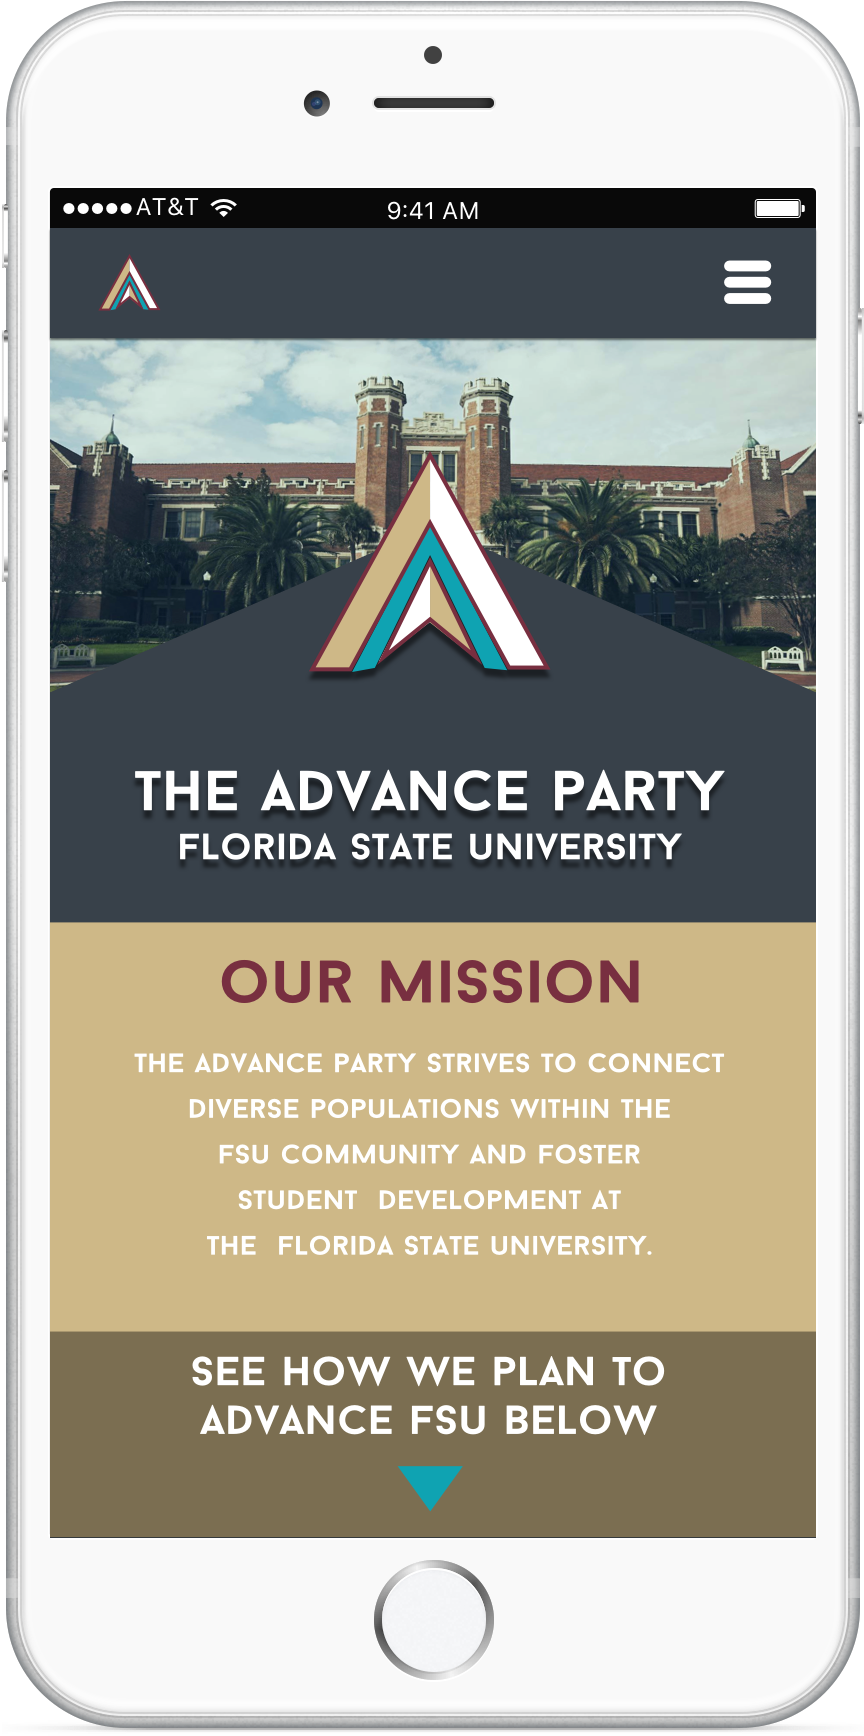 AT&T
9:41 AM
THE ADVANCE PARTY
FLORIDA STATE UNIVERSITY
OUR MISSION
THE ADVANCE PARTY STRIVES TO CONNECT
DIVERSE POPULATIONS WITHIN THE
FSU COMMUNITY AND FOSTER
STUDENT DEVELOPMENT AT
THE FLORIDA STATE UNIVERSITY.
SEE HOW WE PLAN TO
ADVANCE FSU BELOW